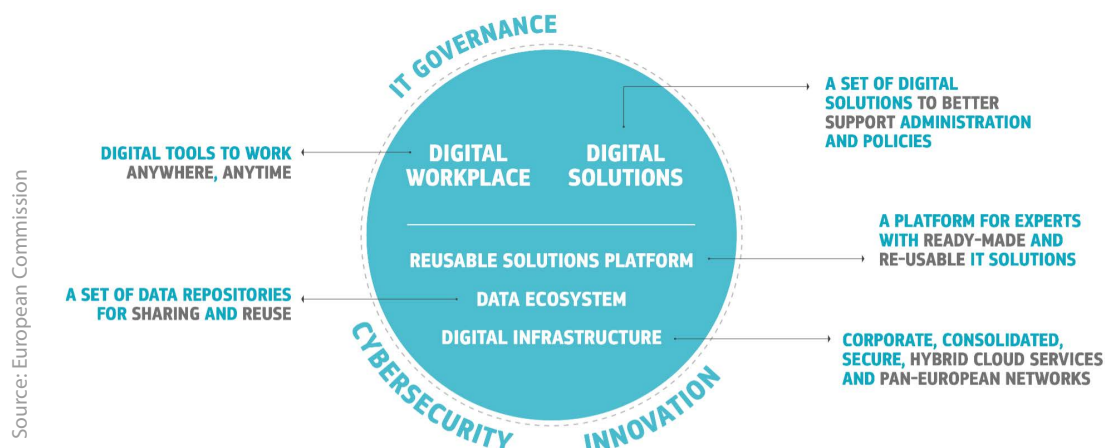 IT GOVERNANCE
A SET OF DIGITAL
SOLUTIONS TO BETTER
SUPPORT ADMINISTRATION
AND POLICIES
DIGITAL TOOLS TO WORK
ANYWHERE, ANYTIME
DIGITAL
WORKPLACE
DIGITAL
SOLUTIONS
A PLATFORM FOR EXPERTS
WITH READY-MADE AND
RE-USABLE IT SOLUTIONS
REUSABLE SOLUTIONS PLATFORM
A SET OF DATA REPOSITORIES
FOR SHARING AND REUSE
DATA ECOSYSTEM
DIGITAL INFRASTRUCTURE
CORPORATE, CONSOLIDATED,
SECURE, HYBRID CLOUD SERVICES
AND PAN-EUROPEAN NETWORKS
CYBERSECURITY
INNOVATION
Source: European Commission